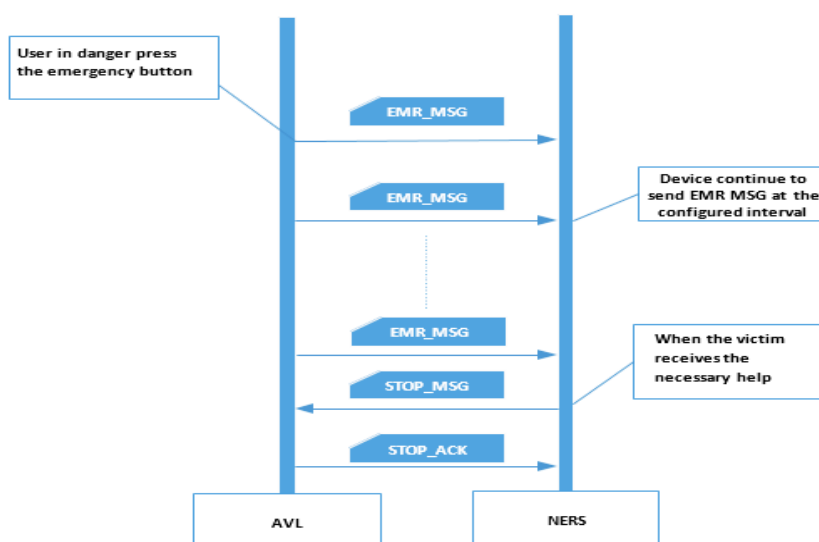 User in danger press
the emergency button
EMR_MSG
EMR_MSG
Device continue to
send EMR MSG at the
configured interval
EMR_MSG
When the victim
receives the
necessary help
STOP_MSG
STOP_ACK
AVL
NERS